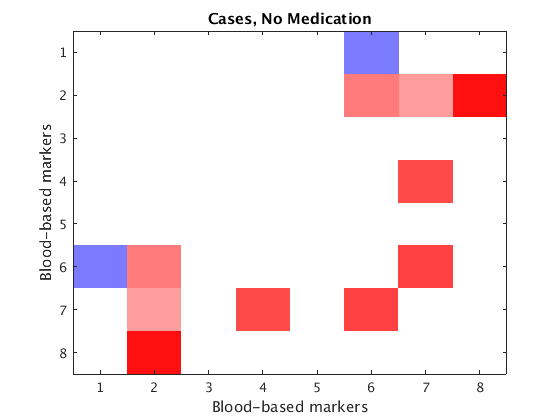 Cases, No Medication
1
2
3
4
5
6
7
8
Blood-based markers
1 2 3 4 5 6 7 8
Blood-based markers